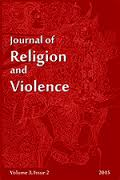 Journal of
Religion
and
Violence
Volume 3, Issue 2
2015